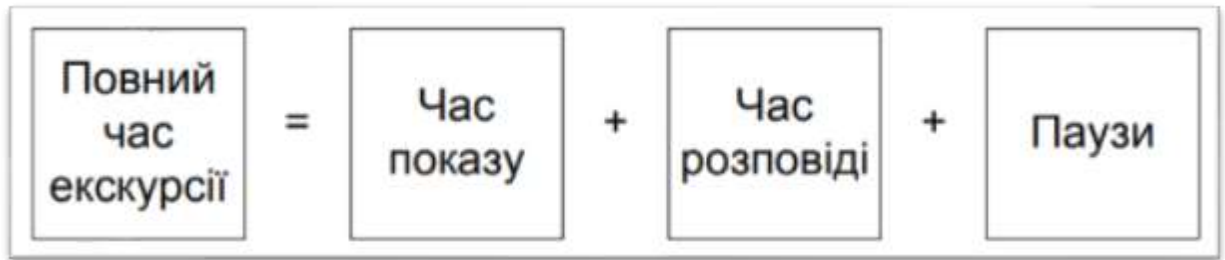 Повний
час
екскурсії
=
Час
показу
+
Час
розповіді
+
Паузи